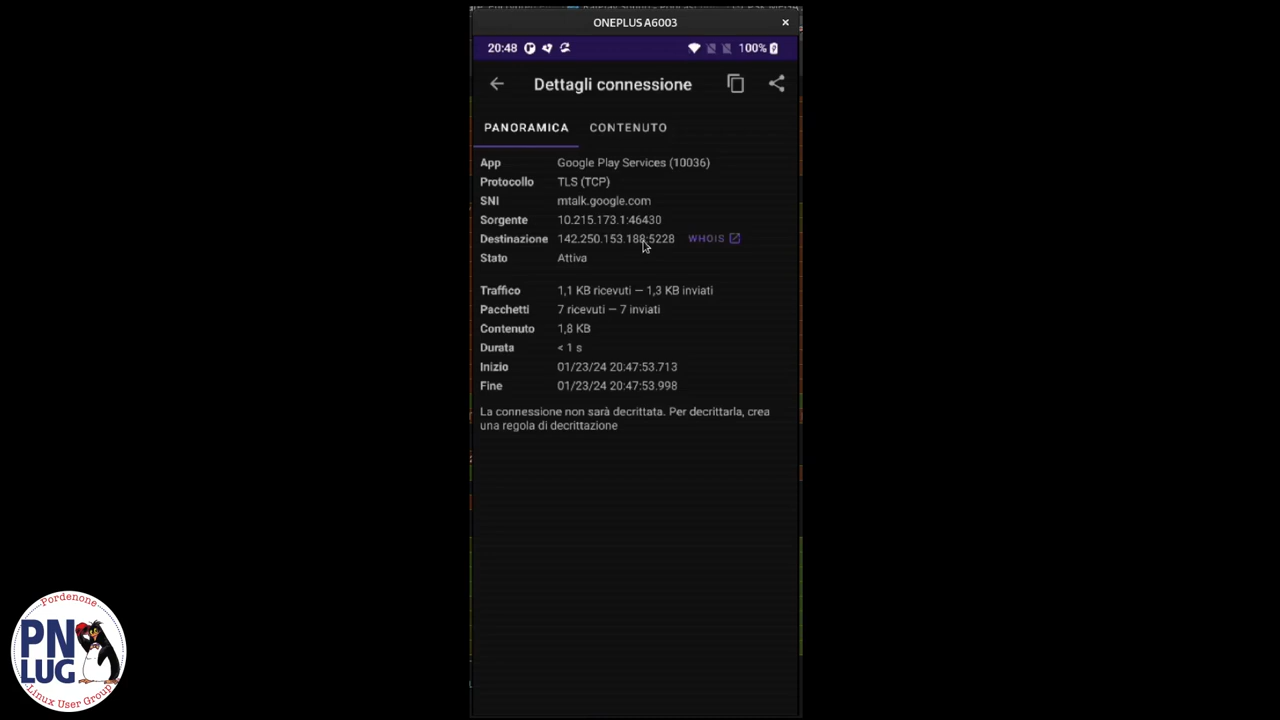 ONEPLUS A6003 ×
20:48 100%
Dettagli connessione
PANORAMICA CONTENUTO
App Google Play Services (10036)
Protocollo TLS (TCP)
SNI mtalk.google.com
Sorgente 10.215.173.1:46430
Destinazione 142.250.153.188:5228 WHOIS
Stato Attiva
Traffico 1,1 KB ricevuti — 1,3 KB inviati
Pacchetti 7 ricevuti — 7 inviati
Contenuto 1,8 KB
Durata < 1 s
Inizio 01/23/24 20:47:53.713
Fine 01/23/24 20:47:53.998
La connessione non sarà decrittata. Per decrittarla, crea
una regola di decrittazione
Pordenone
PN
LUG
Linux User Group